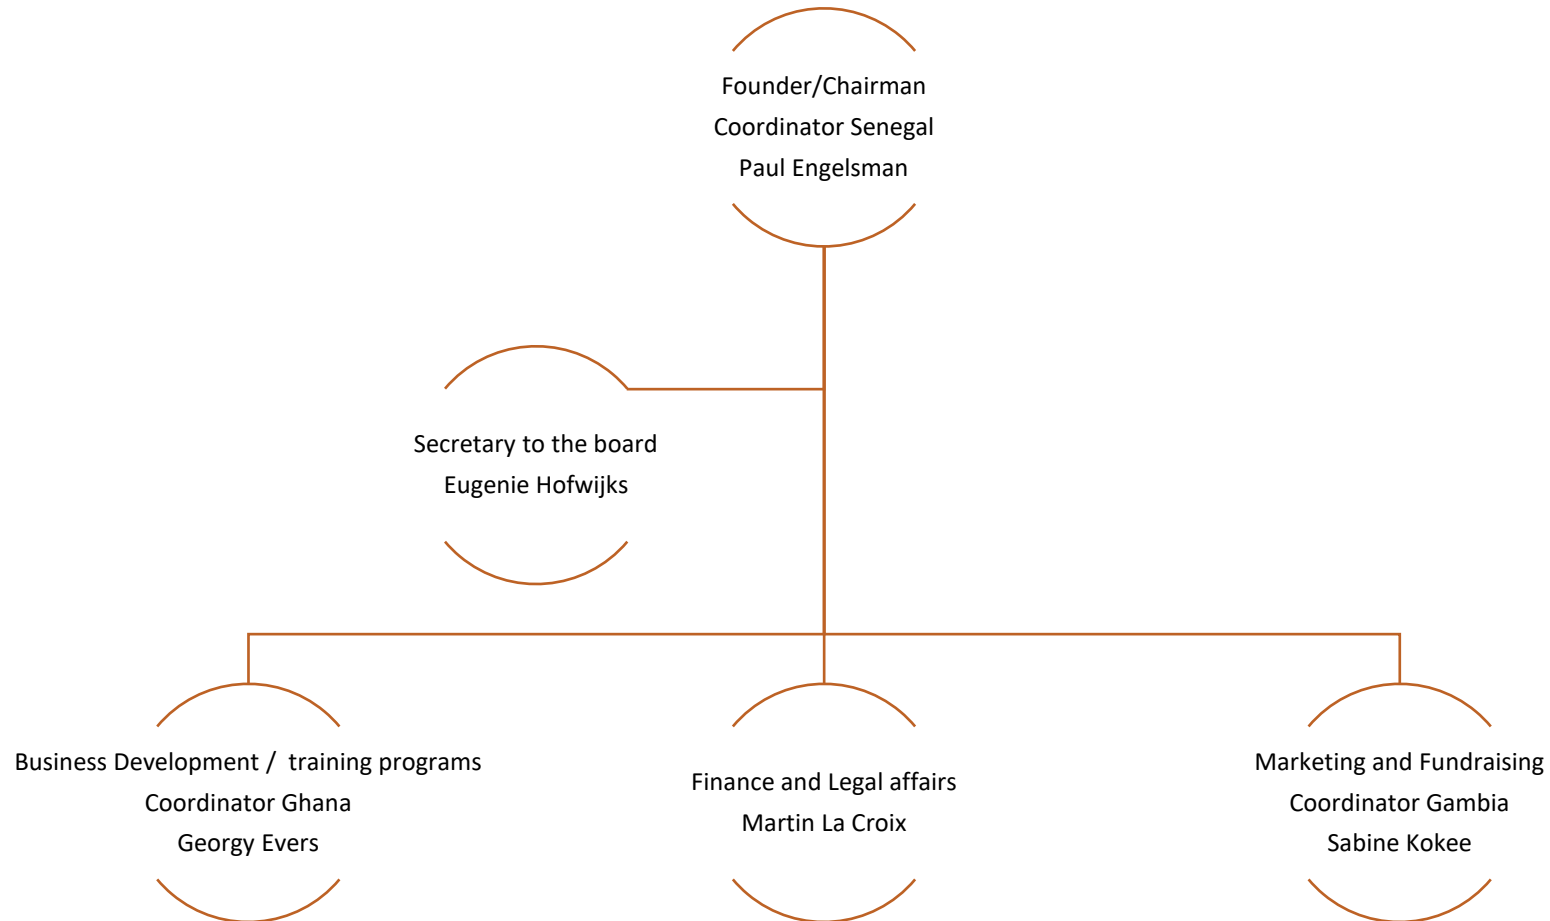 Founder/Chairman
Coordinator Senegal
Paul Engelsman
Secretary to the board
Eugenie Hofwijks
Business Development /  training programs
Coordinator Ghana
Georgy Evers
Finance and Legal affairs
Martin La Croix
Marketing and Fundraising
Coordinator Gambia
Sabine Kokee